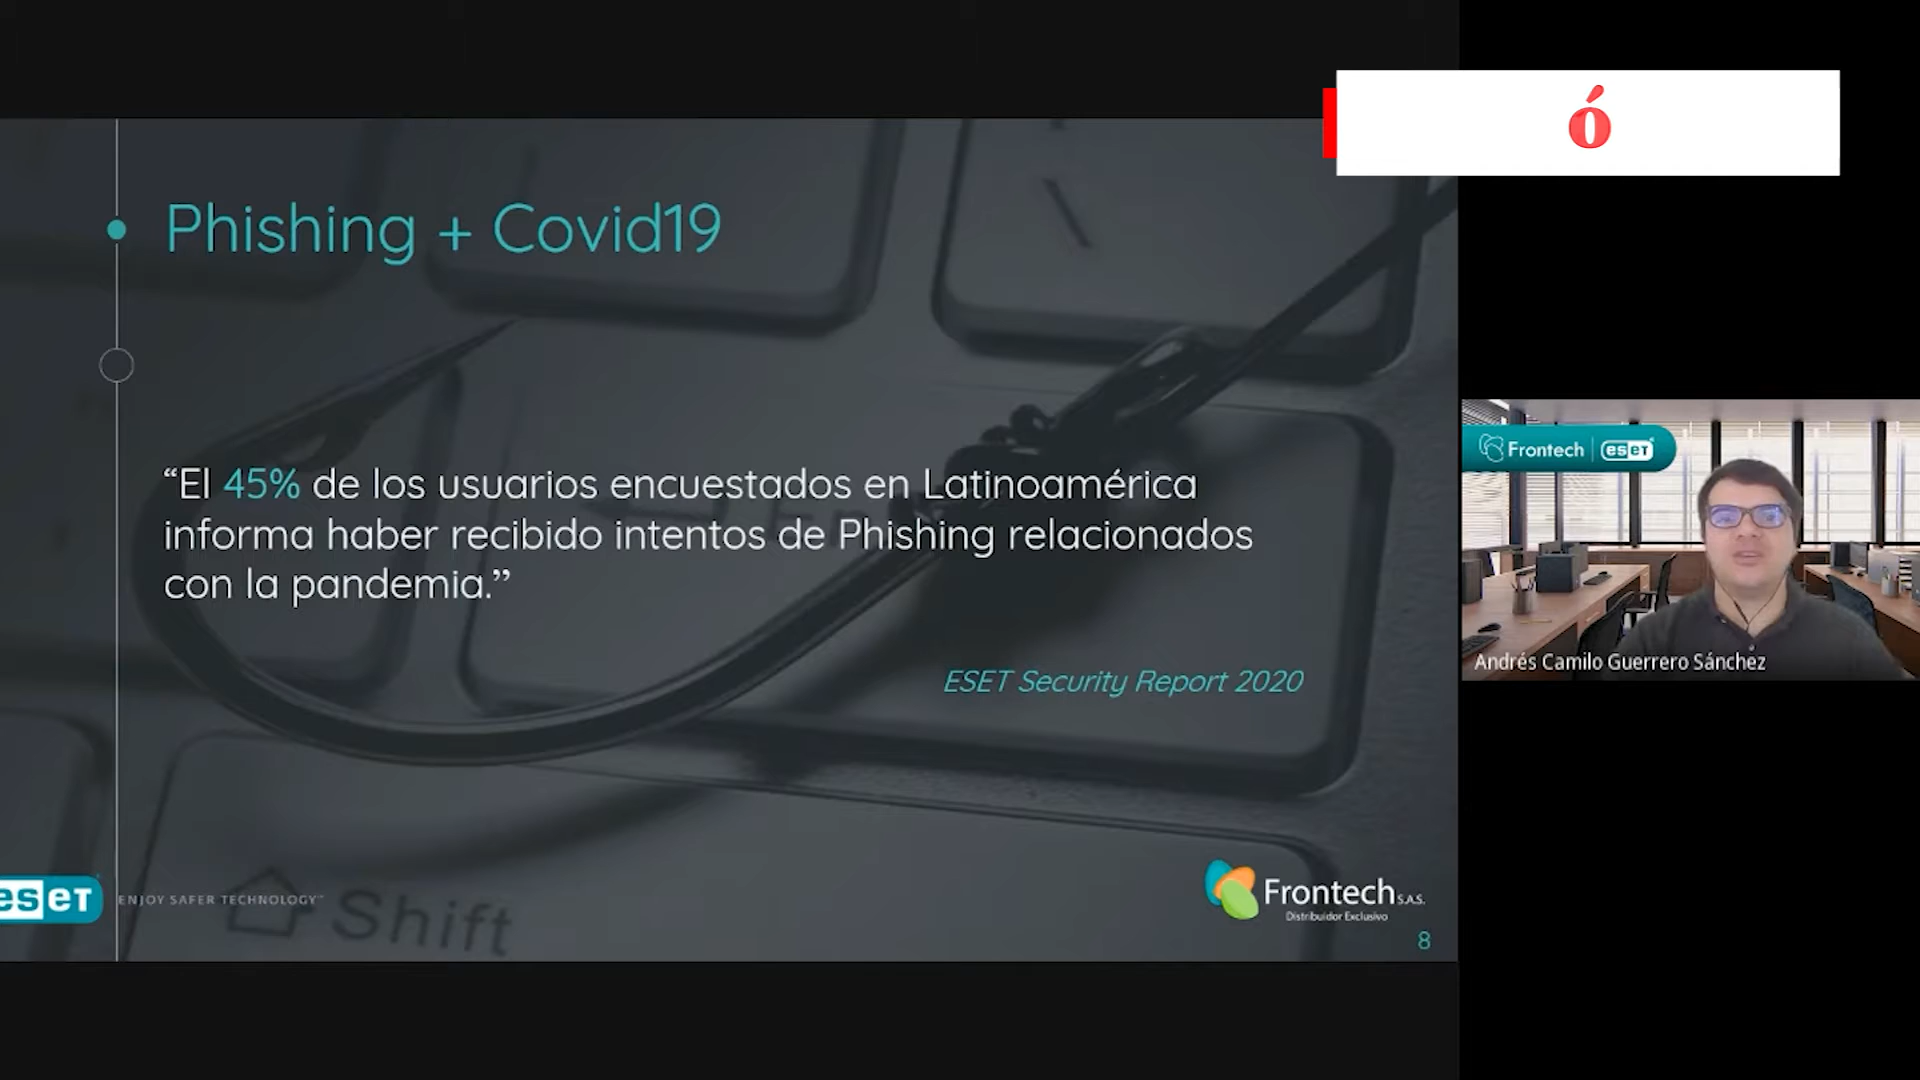 ó
Phishing + Covid19
“El 45% de los usuarios encuestados en Latinoamérica
informa haber recibido intentos de Phishing relacionados
con la pandemia.”
ESET Security Report 2020
Frontech eseT
Andrés Camilo Guerrero Sánchez
eseT ENJOY SAFER TECHNOLOGY™
Shift
Frontech S.A.S.
Distribuidor Exclusivo
8